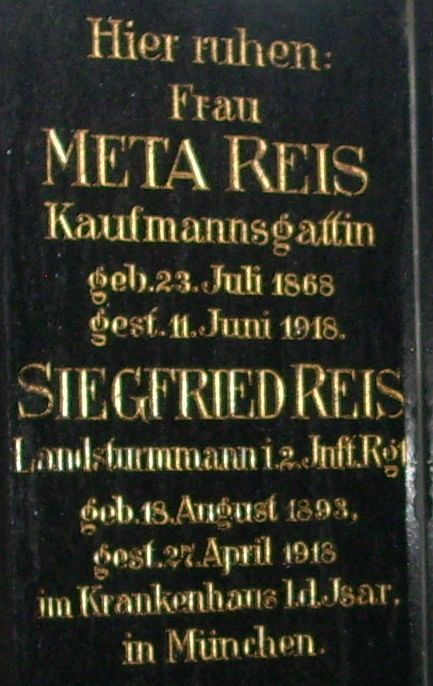 Hier ruhen:
Frau
META REIS
Kaufmannsgattin
geb. 23. Juli 1868
gest. 11. Juni 1918.
SIEGFRIED REIS
Landsturmmann i. 2. Jnft. Rgt
geb. 18. August 1893,
gest. 27. April 1918
im Krankenhaus l. d. Jsar,
in München.